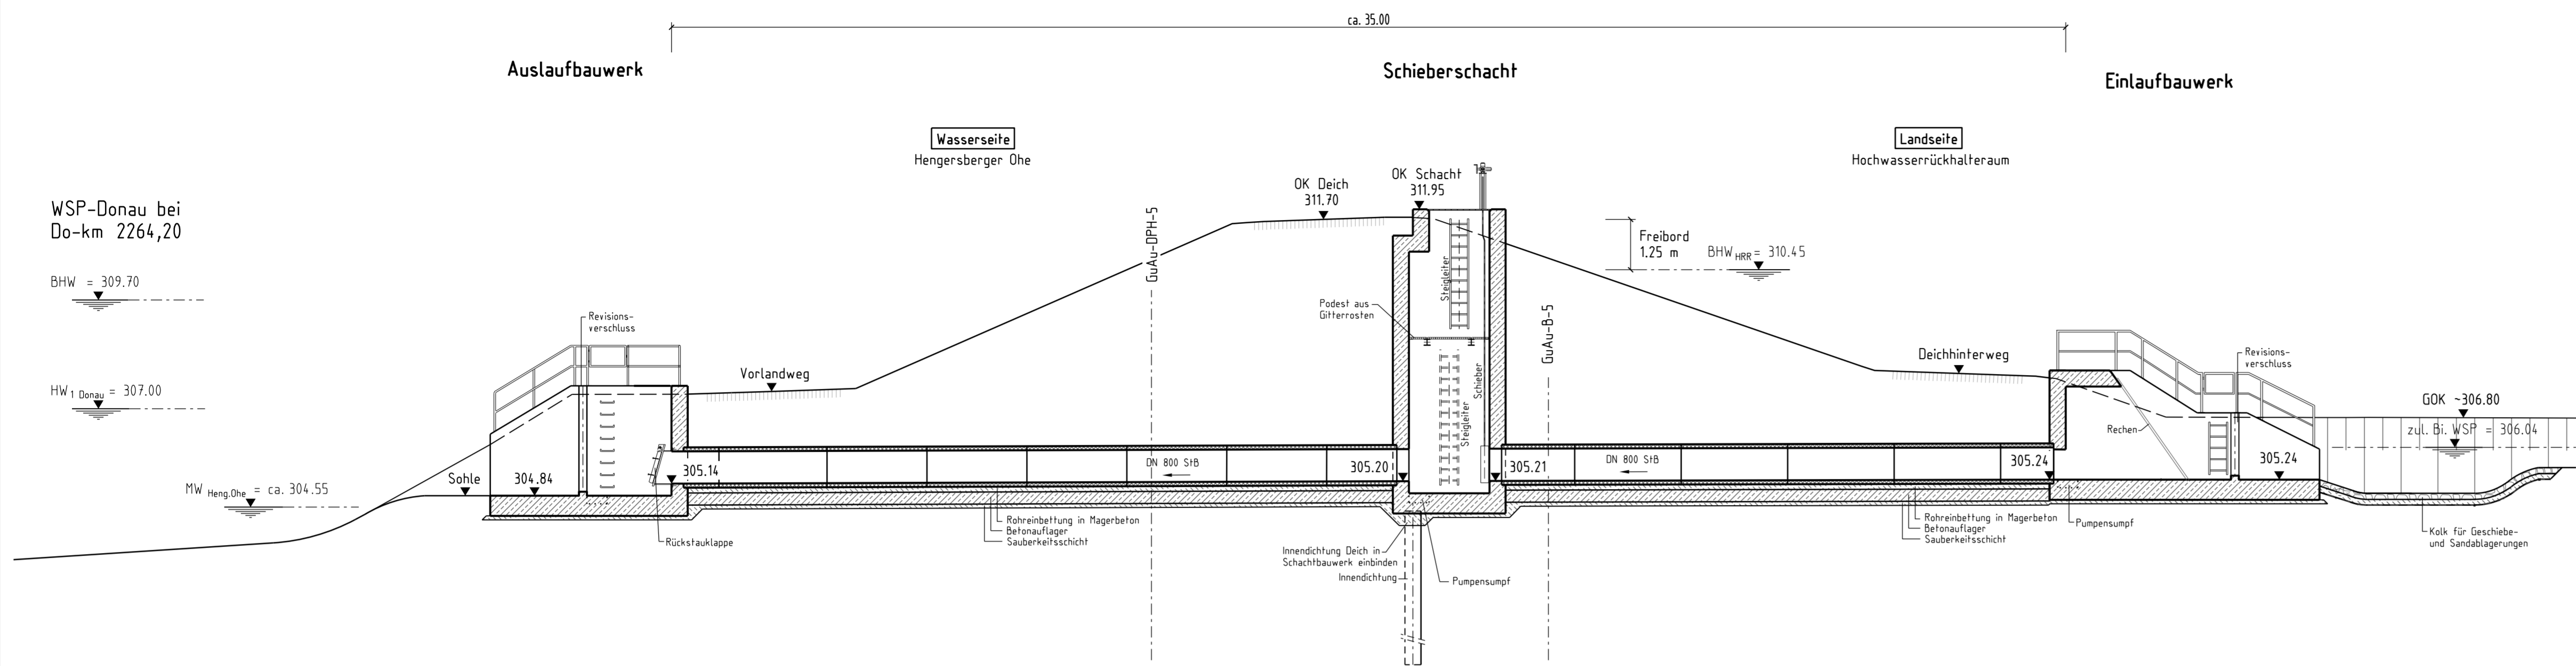 ca. 35.00
Auslaufbauwerk
Schieberschacht
Einlaufbauwerk
Wasserseite
Hengersberger Ohe
Landseite
Hochwasserrückhalteraum
WSP-Donau bei
Do-km 2264,20
BHW = 309.70
HW1 Donau = 307.00
MW Heng.Ohe = ca. 304.55
Sohle
304.84
Revisions-
verschluss
Vorlandweg
305.14
Rückstauklappe
GuAu-DPH-5
OK Deich
311.70
OK Schacht
311.95
Freibord
1.25 m
BHW HRR = 310.45
Podest aus
Gitterrosten
Steigleiter
Schieber
Steigleiter
GuAu-B-5
DN 800 StB
305.20
305.21
DN 800 StB
305.24
Deichhinterweg
Revisions-
verschluss
Rechen
305.24
GOK ~306.80
zul. Bi. WSP = 306.04
Rohreinbettung in Magerbeton
Betonauflager
Sauberkeitsschicht
Innendichtung Deich in
Schachtbauwerk einbinden
Innendichtung
Pumpensumpf
Rohreinbettung in Magerbeton
Betonauflager
Sauberkeitsschicht
Pumpensumpf
Kolk für Geschiebe-
und Sandablagerungen